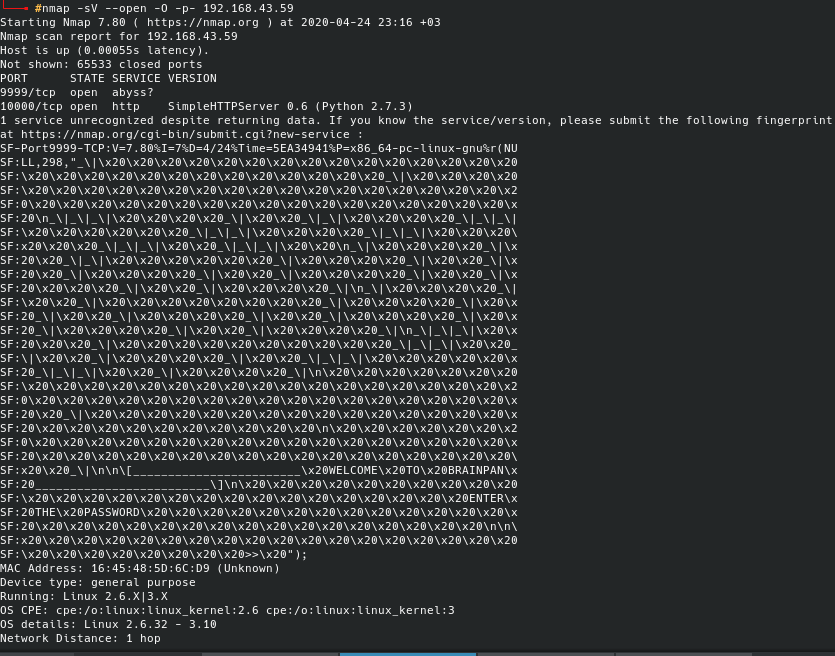 #nmap -sV --open -O -p- 192.168.43.59
Starting Nmap 7.80 ( https://nmap.org ) at 2020-04-24 23:16 +03
Nmap scan report for 192.168.43.59
Host is up (0.00055s latency).
Not shown: 65533 closed ports
PORT      STATE SERVICE VERSION
9999/tcp  open  abyss?
10000/tcp open  http    SimpleHTTPServer 0.6 (Python 2.7.3)
1 service unrecognized despite returning data. If you know the service/version, please submit the following fingerprint
at https://nmap.org/cgi-bin/submit.cgi?new-service :
SF-Port9999-TCP:V=7.80%I=7%D=4/24%Time=5EA34941%P=x86_64-pc-linux-gnu%r(NU
SF:LL,298,"_\|\x20\x20\x20\x20\x20\x20\x20\x20\x20\x20\x20\x20\x20\x20\x20
SF:\x20\x20\x20\x20\x20\x20\x20\x20\x20\x20\x20\x20\x20_\|\x20\x20\x20\x20
SF:\x20\x20\x20\x20\x20\x20\x20\x20\x20\x20\x20\x20\x20\x20\x20\x20\x20\x2
SF:0\x20\x20\x20\x20\x20\x20\x20\x20\x20\x20\x20\x20\x20\x20\x20\x20\x20\x
SF:20\n_\|_\|_\|\x20\x20\x20\x20_\|\x20\x20_\|_\|\x20\x20\x20\x20_\|_\|_\|
SF:\x20\x20\x20\x20\x20\x20_\|_\|_\|\x20\x20\x20\x20_\|_\|_\|\x20\x20\x20\
SF:x20\x20\x20_\|_\|_\|\x20\x20_\|_\|_\|\x20\x20\n_\|\x20\x20\x20\x20_\|\x
SF:20\x20_\|_\|\x20\x20\x20\x20\x20\x20_\|\x20\x20\x20\x20_\|\x20\x20_\|\x
SF:20\x20_\|\x20\x20\x20\x20_\|\x20\x20_\|\x20\x20\x20\x20_\|\x20\x20_\|\x
SF:20\x20\x20\x20_\|\x20\x20_\|\x20\x20\x20\x20_\|\n_\|\x20\x20\x20\x20_\|
SF:\x20\x20_\|\x20\x20\x20\x20\x20\x20\x20\x20_\|\x20\x20\x20\x20_\|\x20\x
SF:20_\|\x20\x20_\|\x20\x20\x20\x20_\|\x20\x20_\|\x20\x20\x20\x20_\|\x20\x
SF:20_\|\x20\x20\x20\x20_\|\x20\x20_\|\x20\x20\x20\x20_\|\n_\|_\|_\|\x20\x
SF:20\x20\x20_\|\x20\x20\x20\x20\x20\x20\x20\x20\x20\x20_\|_\|_\|\x20\x20_
SF:\|\x20\x20_\|\x20\x20\x20\x20_\|\x20\x20_\|_\|_\|\x20\x20\x20\x20\x20\x
SF:20_\|_\|_\|\x20\x20_\|\x20\x20\x20\x20_\|\n\x20\x20\x20\x20\x20\x20\x20
SF:\x20\x20\x20\x20\x20\x20\x20\x20\x20\x20\x20\x20\x20\x20\x20\x20\x20\x2
SF:0\x20\x20\x20\x20\x20\x20\x20\x20\x20\x20\x20\x20\x20\x20\x20\x20\x20\x
SF:20\x20_\|\x20\x20\x20\x20\x20\x20\x20\x20\x20\x20\x20\x20\x20\x20\x20\x
SF:20\x20\x20\x20\x20\x20\x20\x20\x20\x20\x20\n\x20\x20\x20\x20\x20\x20\x2
SF:0\x20\x20\x20\x20\x20\x20\x20\x20\x20\x20\x20\x20\x20\x20\x20\x20\x20\x
SF:20\x20\x20\x20\x20\x20\x20\x20\x20\x20\x20\x20\x20\x20\x20\x20\x20\x20\
SF:x20\x20_\|\n\n\[________________________\x20WELCOME\x20TO\x20BRAINPAN\x
SF:20_________________________\]\n\x20\x20\x20\x20\x20\x20\x20\x20\x20\x20
SF:\x20\x20\x20\x20\x20\x20\x20\x20\x20\x20\x20\x20\x20\x20\x20\x20ENTER\x
SF:20THE\x20PASSWORD\x20\x20\x20\x20\x20\x20\x20\x20\x20\x20\x20\x20\x20\x
SF:20\x20\x20\x20\x20\x20\x20\x20\x20\x20\x20\x20\x20\x20\x20\x20\x20\n\n\
SF:x20\x20\x20\x20\x20\x20\x20\x20\x20\x20\x20\x20\x20\x20\x20\x20\x20\x20
SF:\x20\x20\x20\x20\x20\x20\x20\x20>>\x20");
MAC Address: 16:45:48:5D:6C:D9 (Unknown)
Device type: general purpose
Running: Linux 2.6.X|3.X
OS CPE: cpe:/o:linux:linux_kernel:2.6 cpe:/o:linux:linux_kernel:3
OS details: Linux 2.6.32 - 3.10
Network Distance: 1 hop